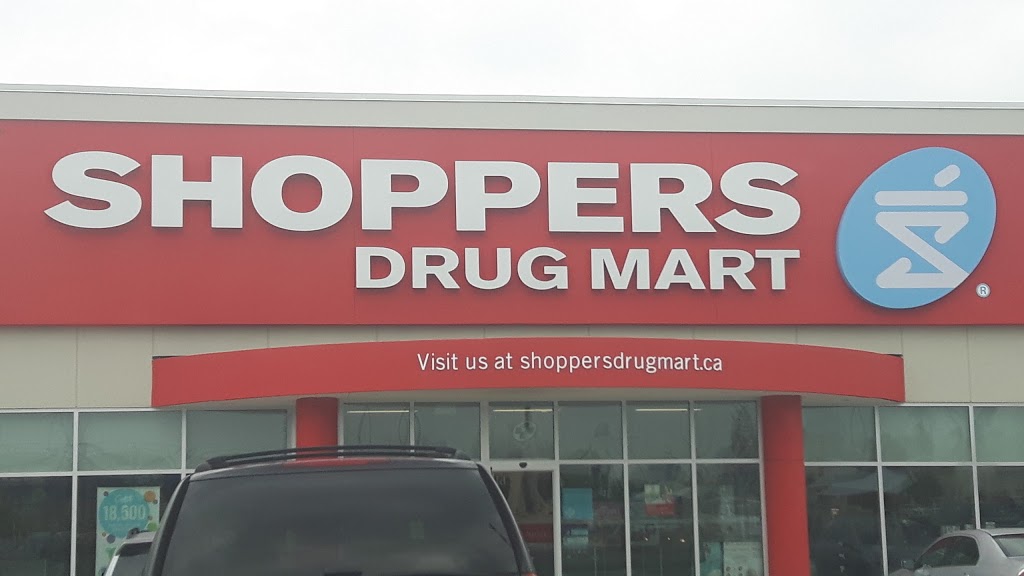 SHOPPERS
DRUG MART
®
Visit us at shoppersdrugmart.ca
18,500